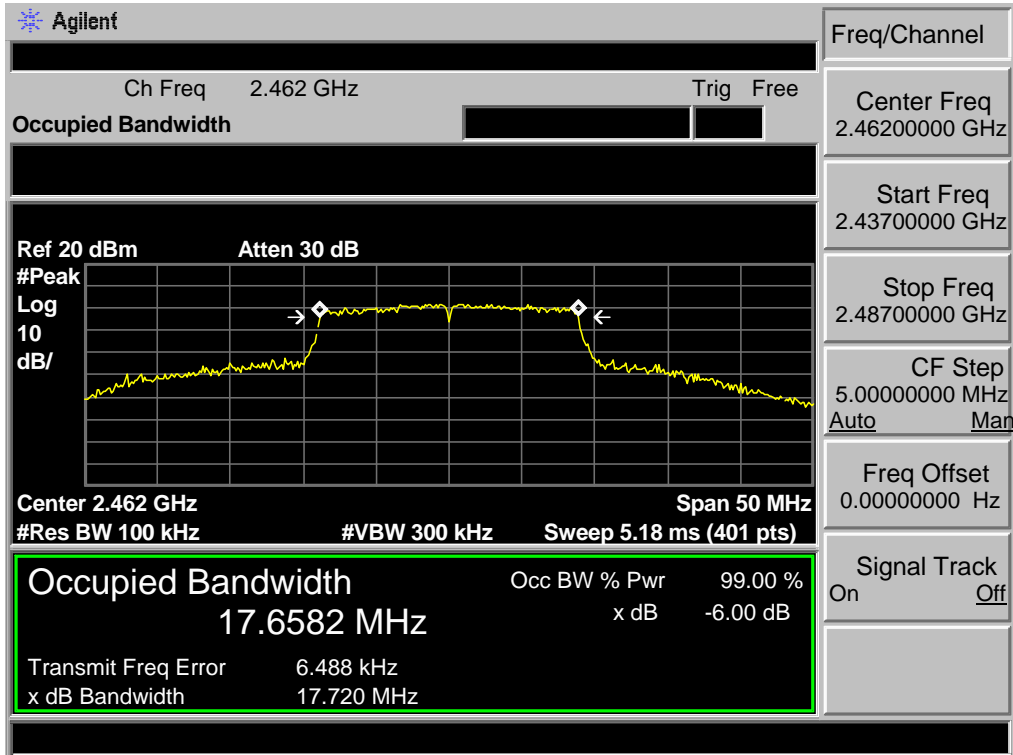 Agilent
Freq/Channel
Ch Freq 2.462 GHz Trig Free
Occupied Bandwidth
Center Freq
2.46200000 GHz
Start Freq
2.43700000 GHz
Stop Freq
2.48700000 GHz
CF Step
5.00000000 MHz
Auto Man
Freq Offset
0.00000000 Hz
Signal Track
On Off
Ref 20 dBm Atten 30 dB
#Peak
Log
10
dB/
Center 2.462 GHz Span 50 MHz
#Res BW 100 kHz #VBW 300 kHz Sweep 5.18 ms (401 pts)
Occupied Bandwidth Occ BW % Pwr 99.00 %
17.6582 MHz x dB -6.00 dB
Transmit Freq Error 6.488 kHz
x dB Bandwidth 17.720 MHz